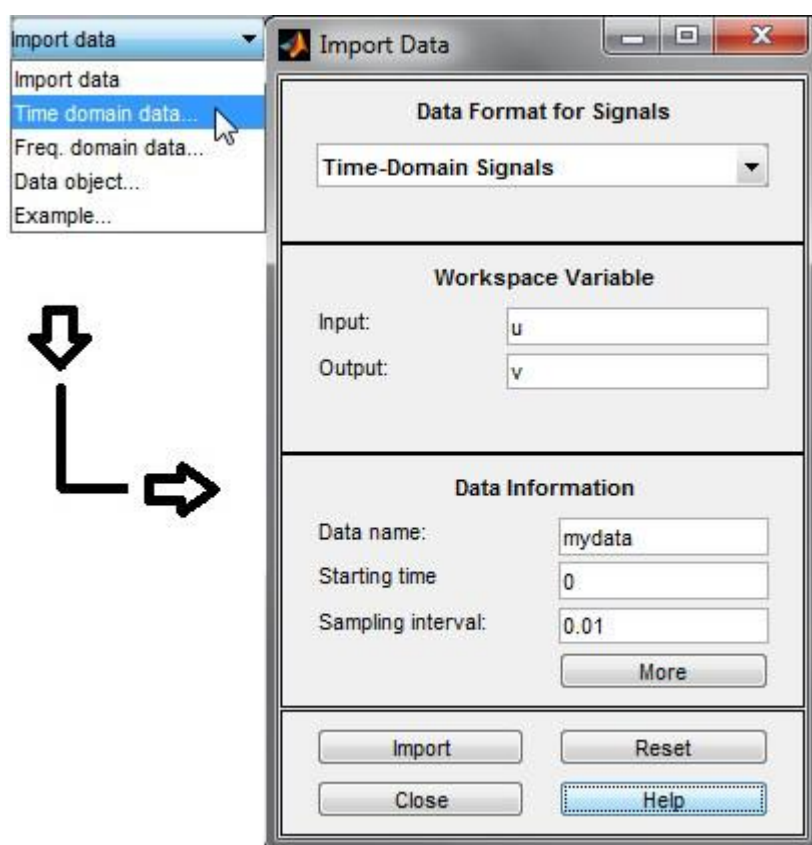 Import data
Import data
Time domain data...
Freq. domain data...
Data object...
Example...
Import Data
Data Format for Signals
Time-Domain Signals
Workspace Variable
Input: u
Output: v
Data Information
Data name: mydata
Starting time 0
Sampling interval: 0.01
More
Import Reset
Close Help